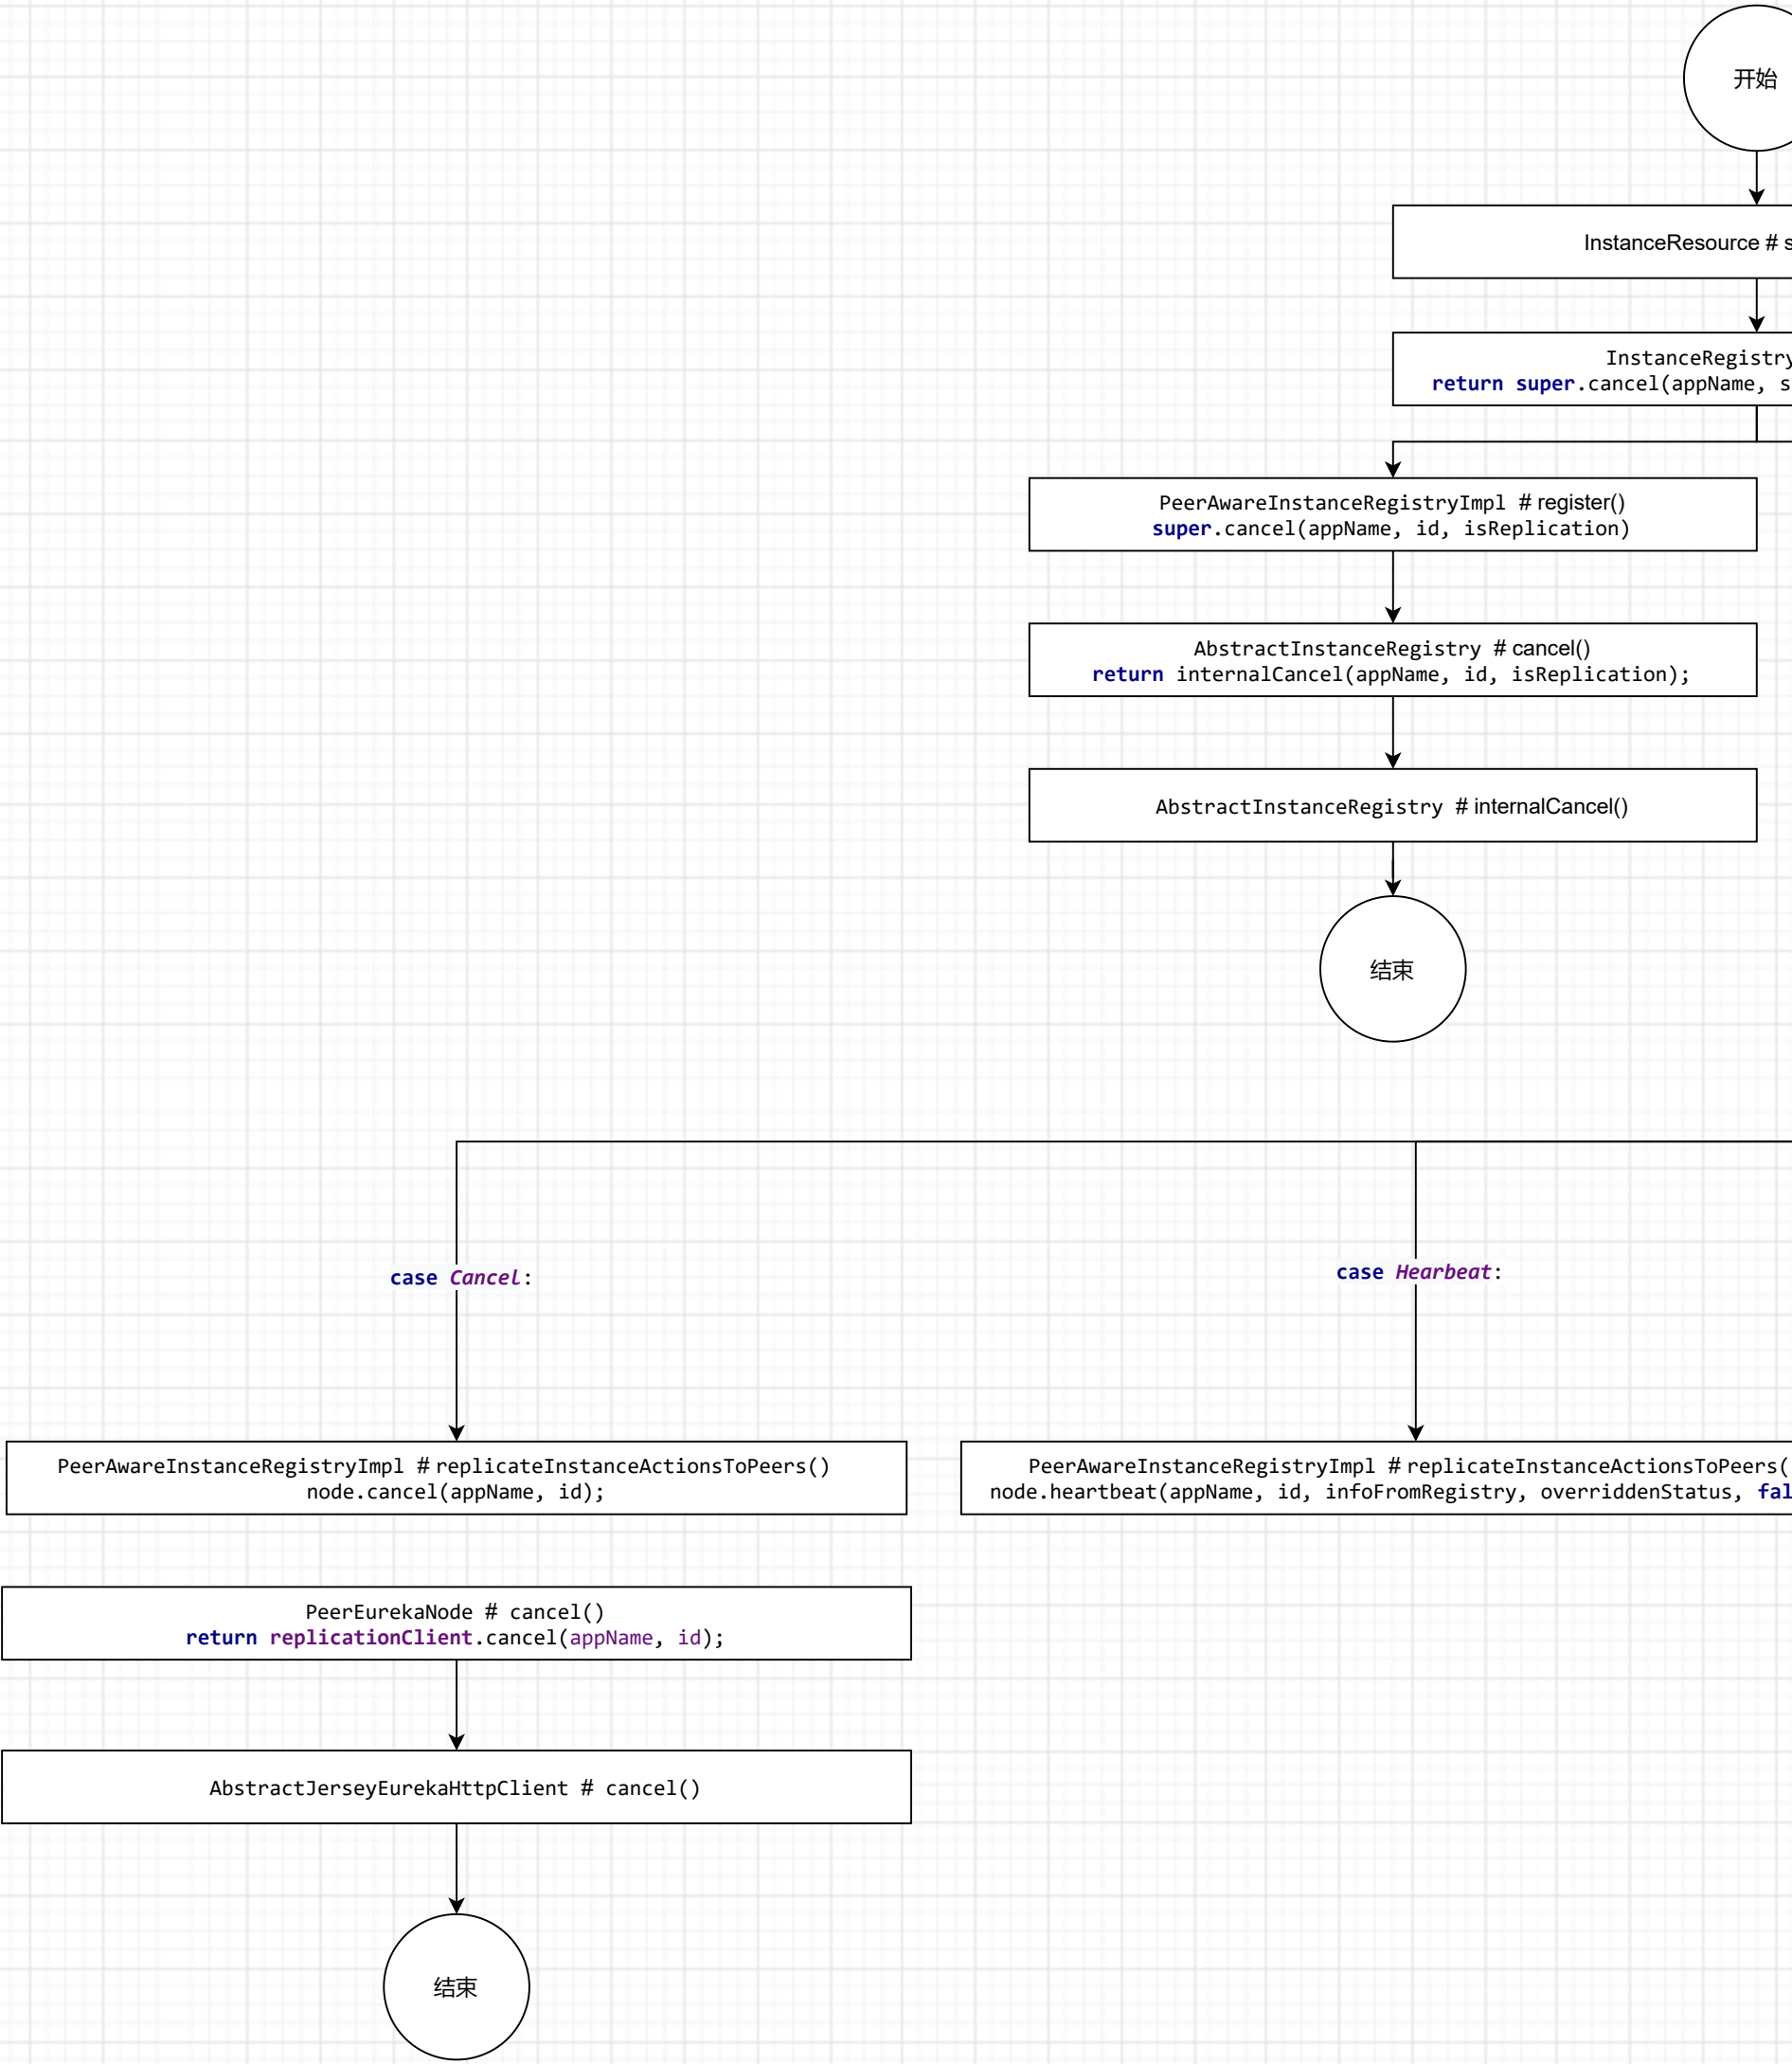 开始
InstanceResource # s
InstanceRegistry
return super.cancel(appName, s
PeerAwareInstanceRegistryImpl # register()
super.cancel(appName, id, isReplication)
AbstractInstanceRegistry # cancel()
return internalCancel(appName, id, isReplication);
AbstractInstanceRegistry # internalCancel()
结束
case Cancel:
case Hearbeat:
PeerAwareInstanceRegistryImpl # replicateInstanceActionsToPeers()
node.cancel(appName, id);
PeerAwareInstanceRegistryImpl # replicateInstanceActionsToPeers(
node.heartbeat(appName, id, infoFromRegistry, overriddenStatus, fal
PeerEurekaNode # cancel()
return replicationClient.cancel(appName, id);
AbstractJerseyEurekaHttpClient # cancel()
结束